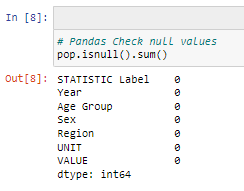 In [8]:
# Pandas Check null values
pop.isnull().sum()
Out[8]: STATISTIC Label    0
Year               0
Age Group          0
Sex                0
Region             0
UNIT               0
VALUE              0
dtype: int64